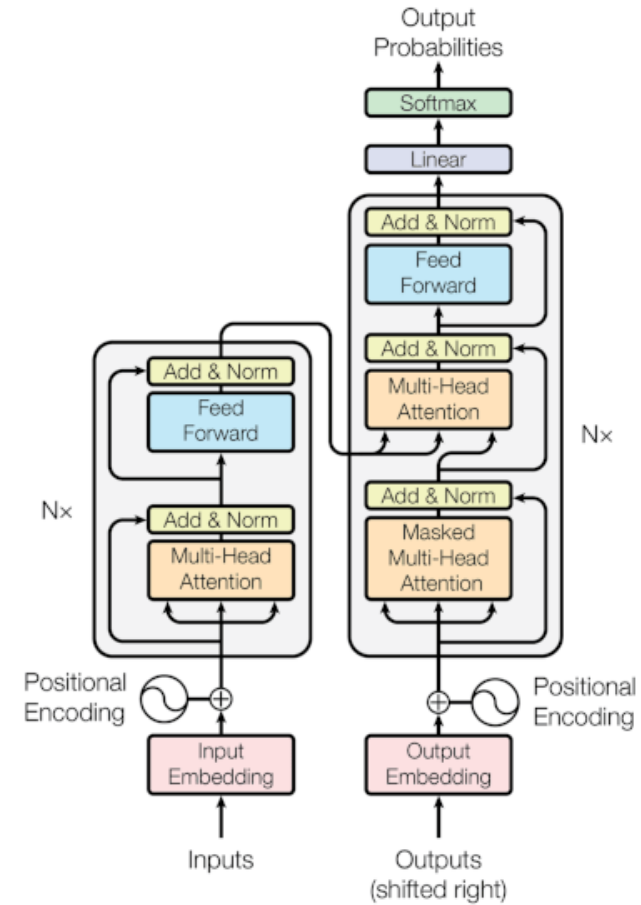 Output
Probabilities
Softmax
Linear
Add & Norm
Feed
Forward
Add & Norm
Multi-Head
Attention
Add & Norm
Masked
Multi-Head
Attention
Nx
Positional
Encoding
Output
Embedding
Outputs
(shifted right)
Add & Norm
Feed
Forward
Add & Norm
Multi-Head
Attention
Nx
Positional
Encoding
Input
Embedding
Inputs